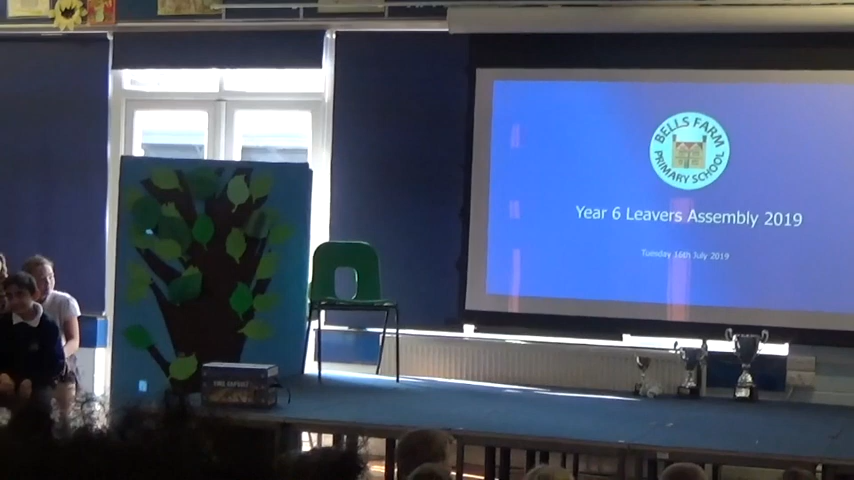 BELLS FARM
PRIMARY SCHOOL
Year 6 Leavers Assembly 2019
Tuesday 16th July 2019